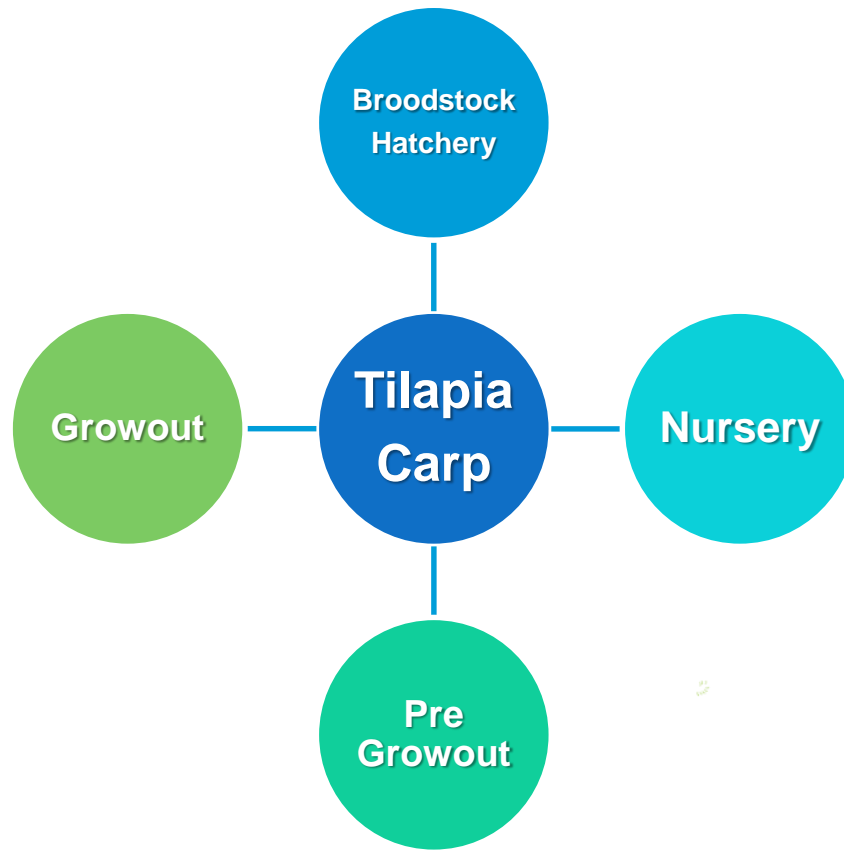 Broodstock
Hatchery
Growout
Tilapia
Carp
Nursery
Pre
Growout